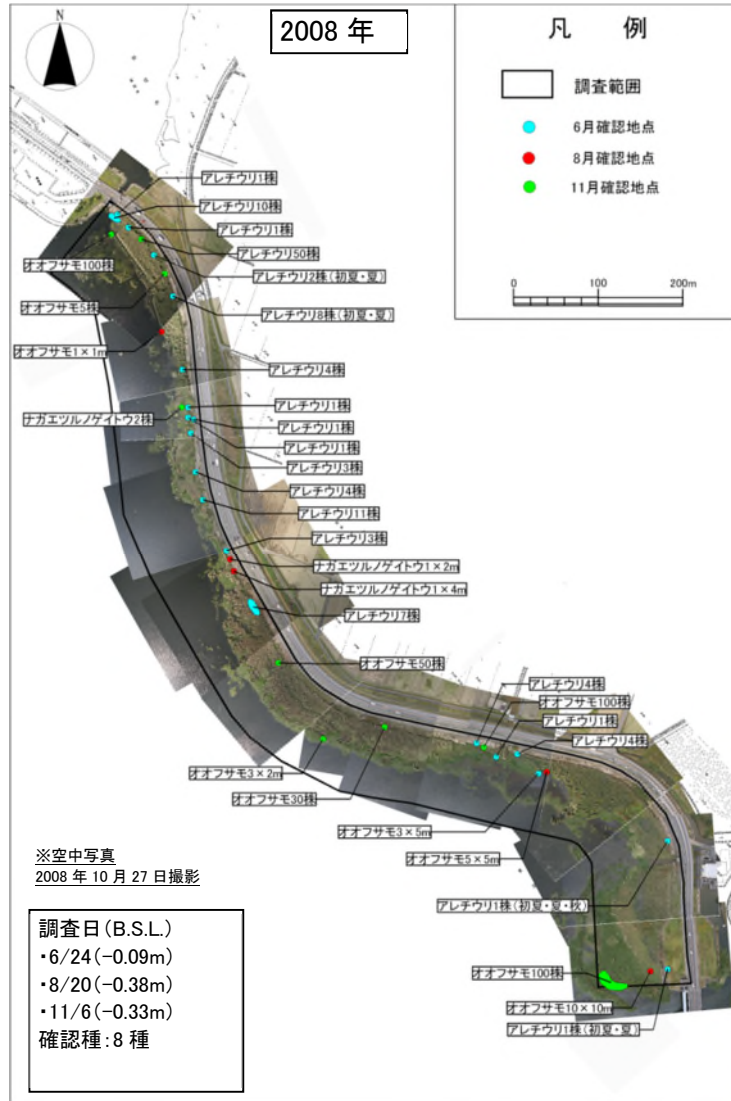 2008 年
凡 例
調査範囲
6月確認地点
8月確認地点
11月確認地点
0 100 200m
アレチウリ1株
アレチウリ10株
アレチウリ1株
アレチウリ50株
オオフサモ100株
アレチウリ2株(初夏・夏)
オオフサモ5株
アレチウリ8株(初夏・夏)
オオフサモ1×1m
アレチウリ4株
アレチウリ1株
ナガエツルノゲイトウ2株
アレチウリ1株
アレチウリ1株
アレチウリ3株
アレチウリ4株
アレチウリ11株
アレチウリ3株
ナガエツルノゲイトウ1×2m
ナガエツルノゲイトウ1×4m
アレチウリ7株
オオフサモ50株
アレチウリ4株
オオフサモ100株
アレチウリ1株
アレチウリ4株
オオフサモ3×2m
オオフサモ30株
オオフサモ3×5m
オオフサモ5×5m
アレチウリ1株(初夏・夏・秋)
オオフサモ100株
オオフサモ10×10m
アレチウリ1株(初夏・夏)
※空中写真
2008 年 10 月 27 日撮影
調査日(B.S.L.)
・6/24(-0.09m)
・8/20(-0.38m)
・11/6(-0.33m)
確認種:8 種